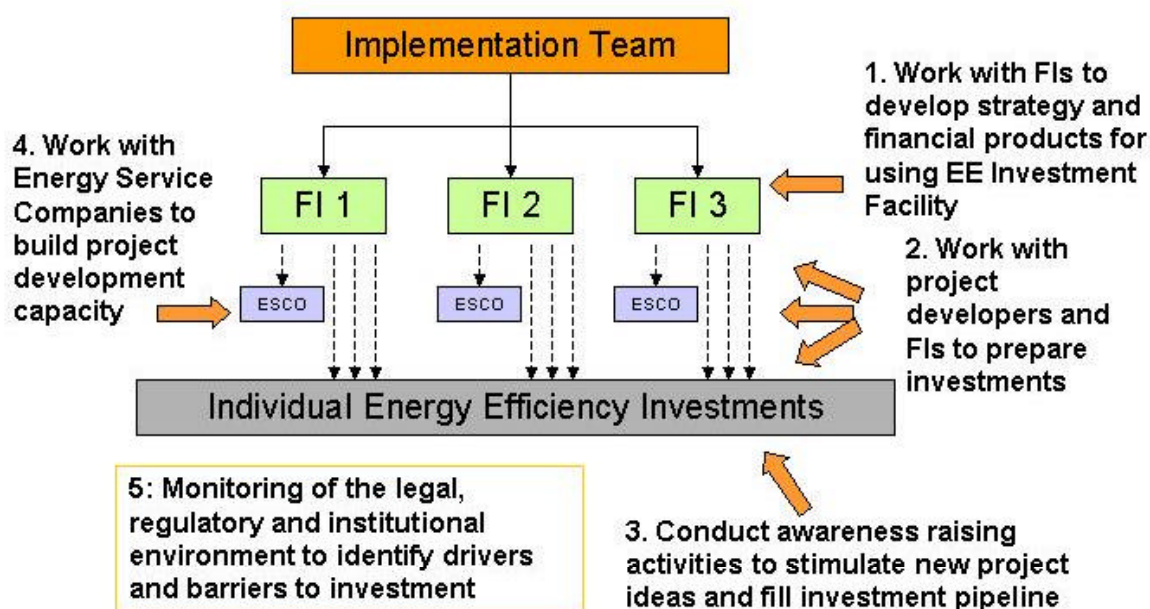 Implementation Team
1. Work with FIs to
develop strategy and
financial products for
using EE Investment
Facility
4. Work with
Energy Service
Companies to
build project
development
capacity
FI 1
FI 2
FI 3
2. Work with
project
developers and
FIs to prepare
investments
ESCO
ESCO
ESCO
Individual Energy Efficiency Investments
5: Monitoring of the legal,
regulatory and institutional
environment to identify drivers
and barriers to investment
3. Conduct awareness raising
activities to stimulate new project
ideas and fill investment pipeline